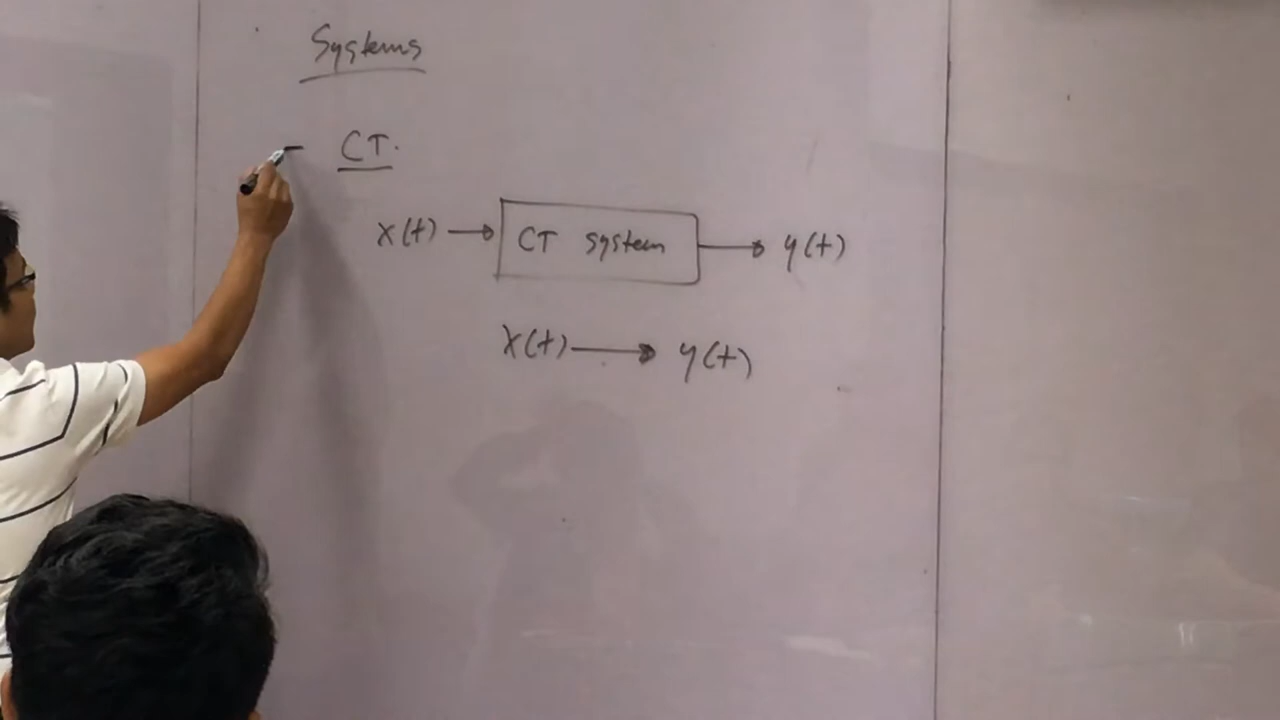 Systems
- CT.
x(t) → CT system → y(t)
x(t) → y(t)